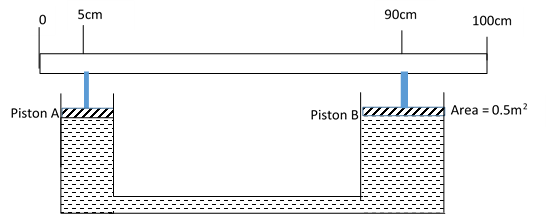 0
5cm
90cm
100cm
Piston A
Piston B
Area = 0.5m²